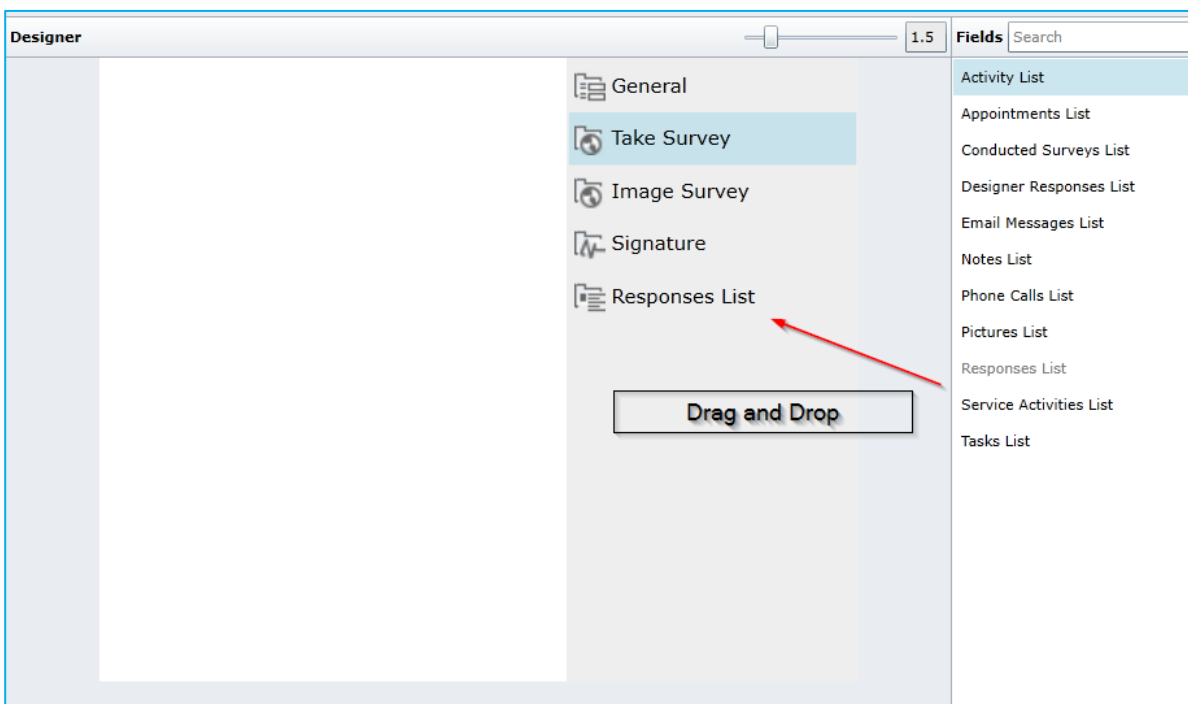 Designer
1.5
Fields
Search
General
Take Survey
Image Survey
Signature
Responses List
Drag and Drop
Activity List
Appointments List
Conducted Surveys List
Designer Responses List
Email Messages List
Notes List
Phone Calls List
Pictures List
Responses List
Service Activities List
Tasks List